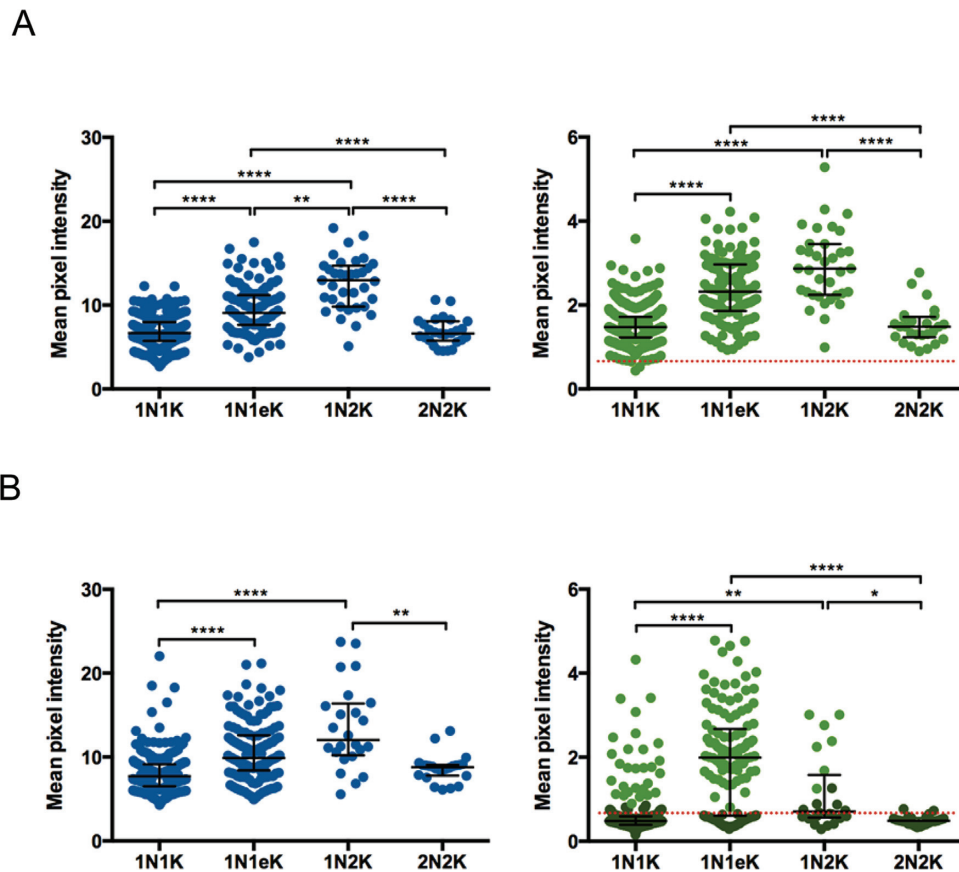 A
Mean pixel intensity
30
20
10
0
**** 
****
**** ** ****
1N1K 1N1eK 1N2K 2N2K
Mean pixel intensity
6
4
2
0
****
**** ****
****
1N1K 1N1eK 1N2K 2N2K
B
Mean pixel intensity
30
20
10
0
****
**
****
1N1K 1N1eK 1N2K 2N2K
Mean pixel intensity
6
4
2
0
****
** *
****
1N1K 1N1eK 1N2K 2N2K